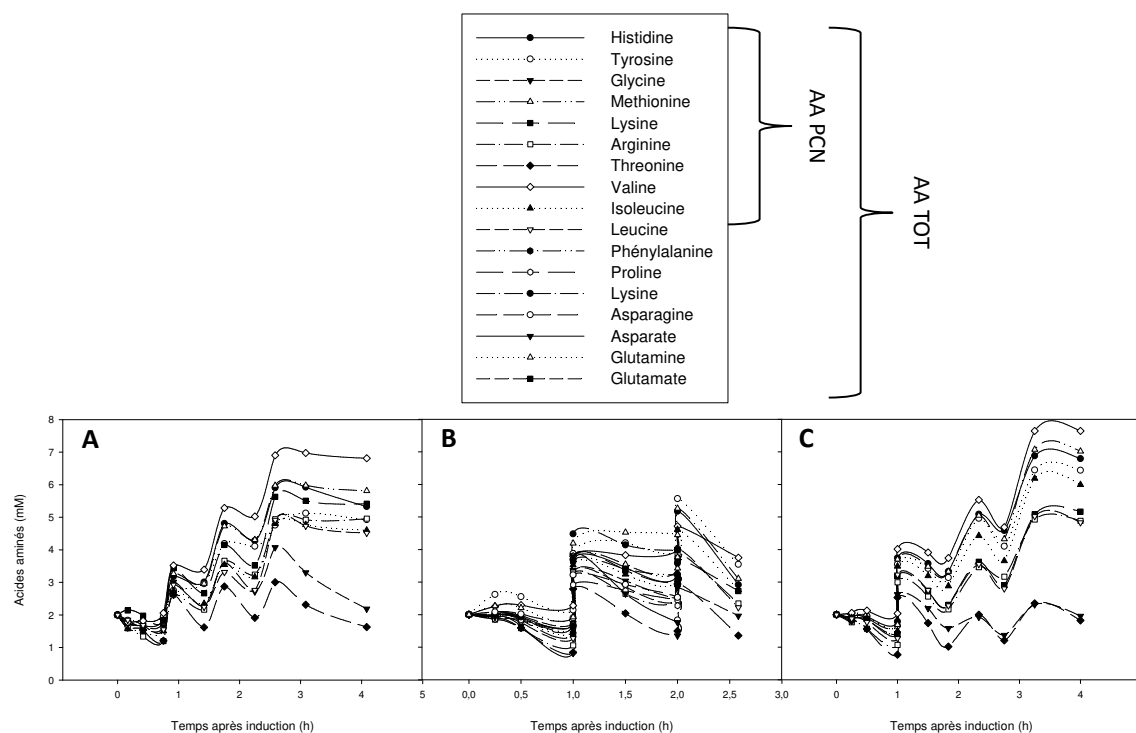 Histidine
Tyrosine
Glycine
Methionine
Lysine
Arginine
Threonine
Valine
Isoleucine
Leucine
Phénylalanine
Proline
Lysine
Asparagine
Asparate
Glutamine
Glutamate
AA PCN
AA TOT
A
B
C
Acides aminés (mM)
8
7
6
5
4
3
2
1
0
0 1 2 3 4 5
0,0 0,5 1,0 1,5 2,0 2,5 3,0
0 1 2 3 4
Temps après induction (h)
Temps après induction (h)
Temps après induction (h)